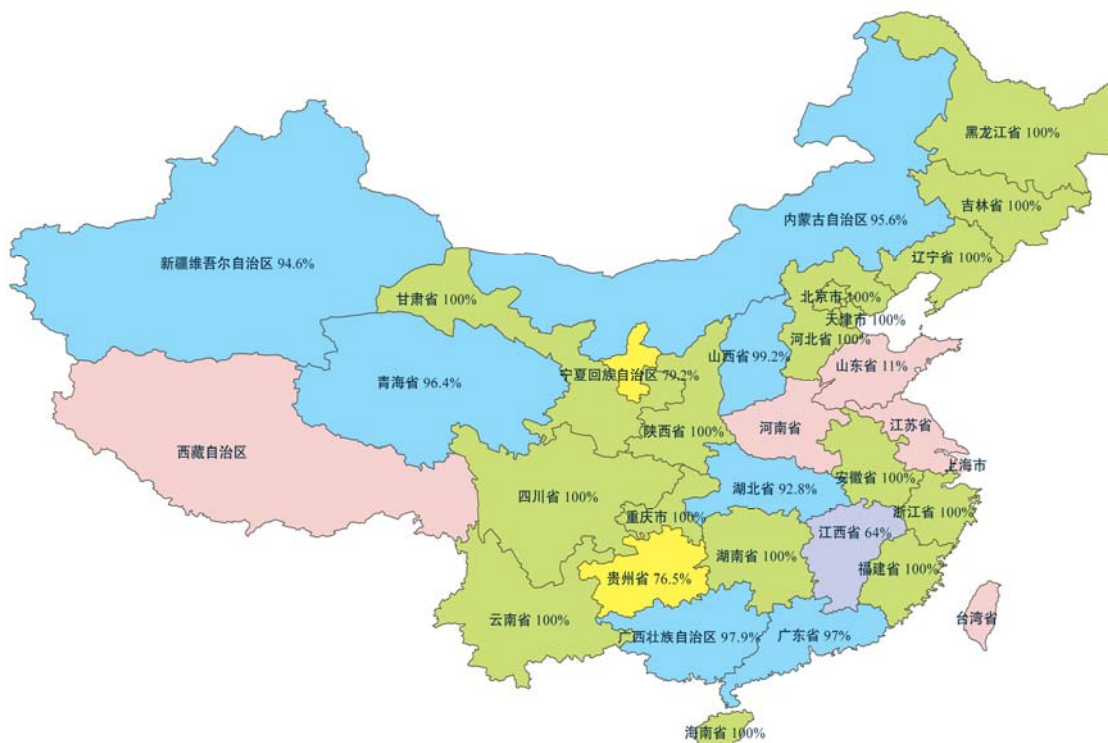 黑龙江省 100%
吉林省 100%
内蒙古自治区 95.6%
辽宁省 100%
新疆维吾尔自治区 94.6%
甘肃省 100%
北京市 100%
天津市 100%
河北省 100%
山西省 99.2%
山东省 11%
宁夏回族自治区 79.2%
青海省 96.4%
陕西省 100%
河南省
江苏省
西藏自治区
上海市
安徽省 100%
四川省 100%
湖北省 92.8%
浙江省 100%
重庆市 100%
江西省 64%
湖南省 100%
福建省 100%
贵州省 76.5%
云南省 100%
台湾省
广西壮族自治区 97.9%
广东省 97%
海南省 100%